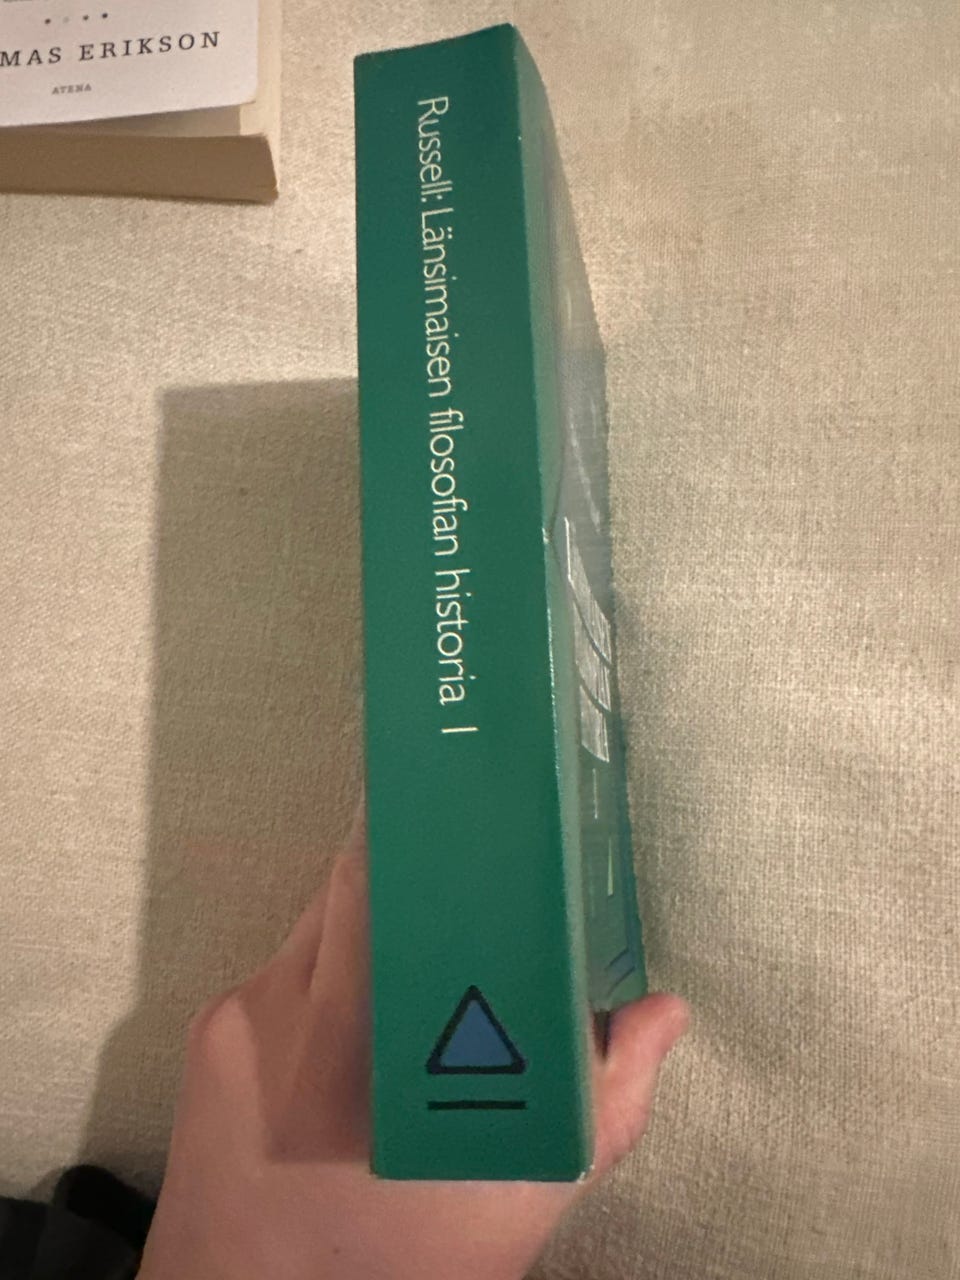 MAS ERIKSON
ATENA
Russell: Länsimaisen filosofian historia I